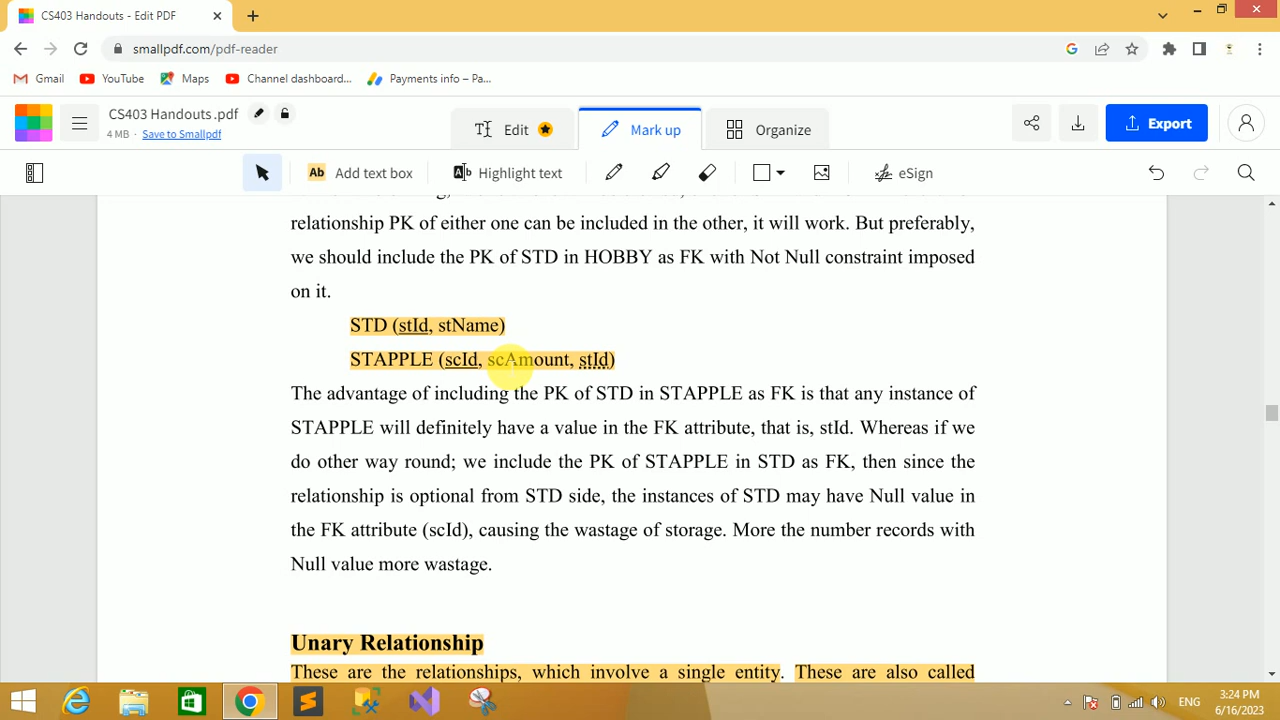 CS403 Handouts - Edit PDF
smallpdf.com/pdf-reader
Gmail YouTube Maps Channel dashboard... Payments info – Pa...
CS403 Handouts .pdf
4 MB · Save to Smallpdf
Edit Mark up Organize Export
Ab Add text box Highlight text eSign
relationship PK of either one can be included in the other, it will work. But preferably,
we should include the PK of STD in HOBBY as FK with Not Null constraint imposed
on it.
STD (stId, stName)
STAPPLE (scId, scAmount, stId)
The advantage of including the PK of STD in STAPPLE as FK is that any instance of
STAPPLE will definitely have a value in the FK attribute, that is, stId. Whereas if we
do other way round; we include the PK of STAPPLE in STD as FK, then since the
relationship is optional from STD side, the instances of STD may have Null value in
the FK attribute (scId), causing the wastage of storage. More the number records with
Null value more wastage.
Unary Relationship
These are the relationships, which involve a single entity. These are also called
ENG
3:24 PM
6/16/2023